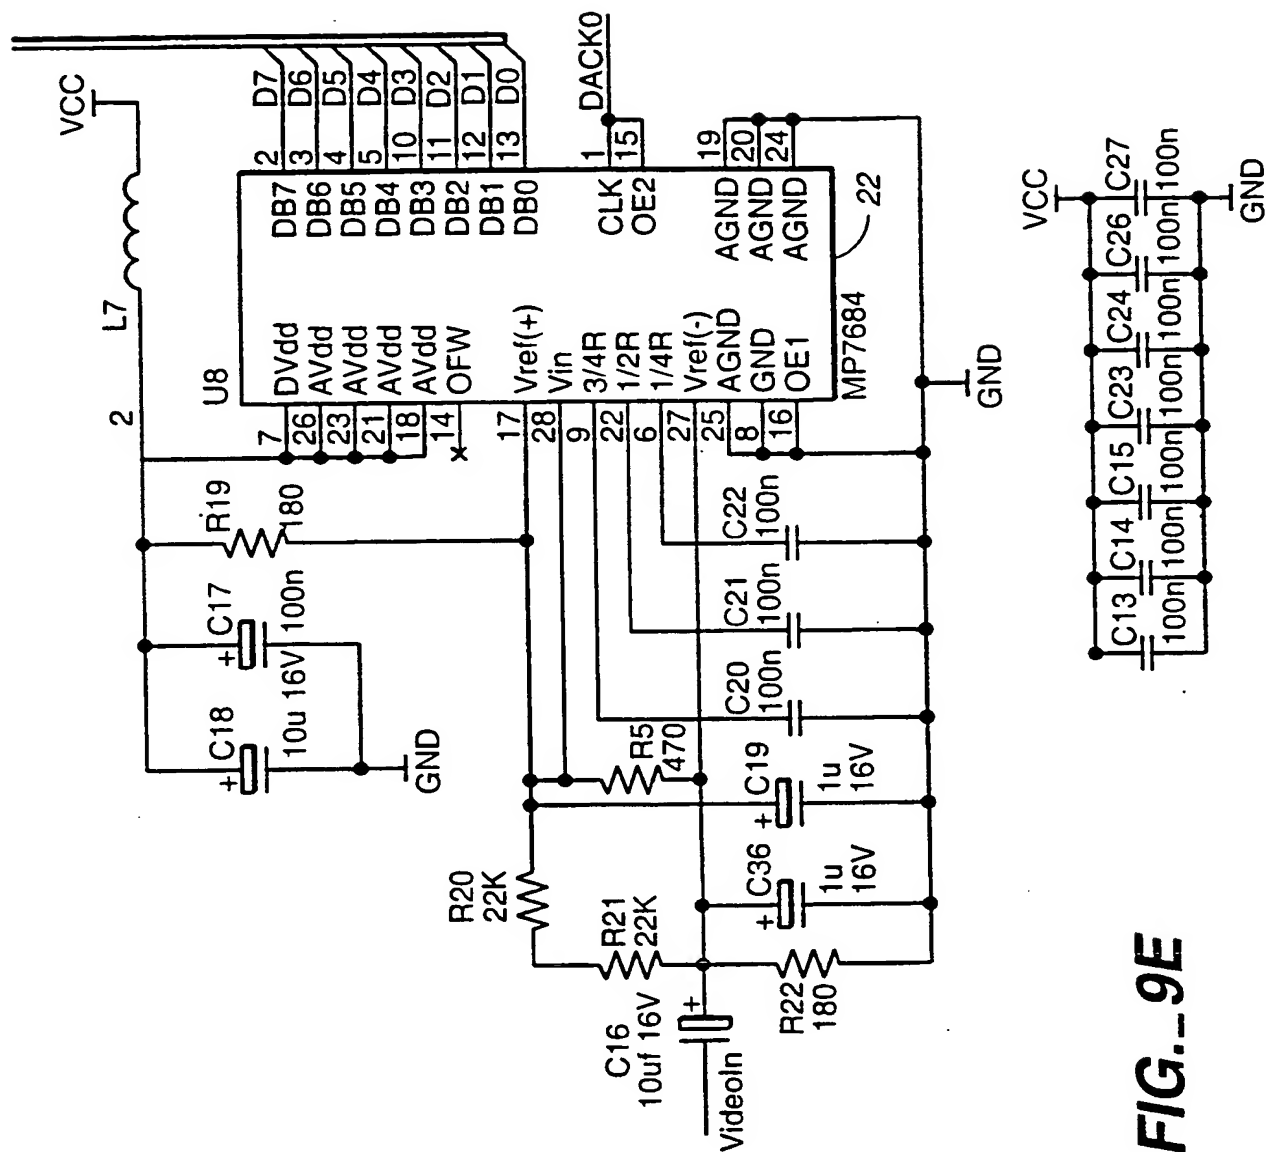 VCC
L7
2
U8
DVdd
AVdd
AVdd
AVdd
AVdd
OFW
Vref(+)
Vin
3/4R
1/2R
1/4R
Vref(-)
AGND
GND
OE1
7
26
23
21
18
14
17
28
9
22
6
27
25
8
16
DB7
DB6
DB5
DB4
DB3
DB2
DB1
DB0
CLK
OE2
AGND
AGND
AGND
2
3
4
5
10
11
12
13
1
15
19
20
24
D7
D6
D5
D4
D3
D2
D1
D0
DACK0
MP7684
22
R19
180
C17
100n
+
C18
10u 16V
+
GND
R20
22K
R21
22K
C16
10uf 16V
+
VideoIn
R22
180
C36
1u
16V
+
C19
1u
16V
+
R5
470
C20
100n
C21
100n
C22
100n
GND
VCC
C13
100n
C14
100n
C15
100n
C23
100n
C24
100n
C26
100n
C27
100n
GND
FIG._9E